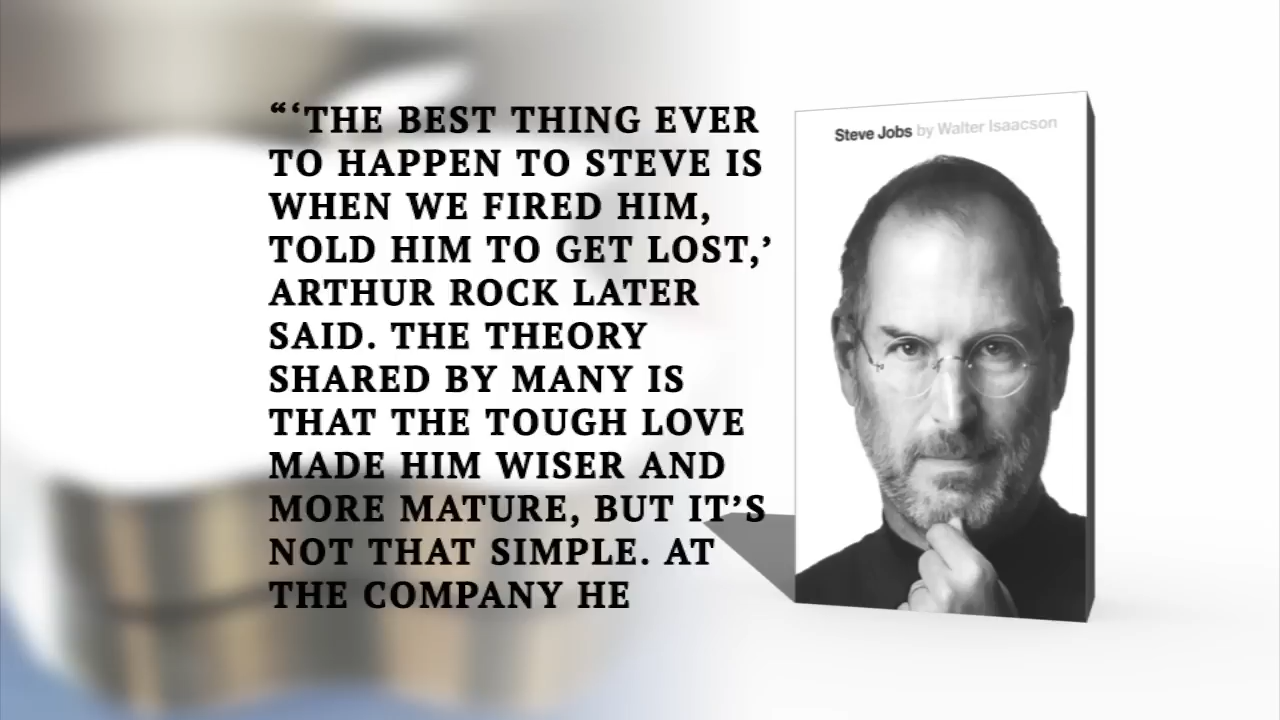 “‘THE BEST THING EVER
TO HAPPEN TO STEVE IS
WHEN WE FIRED HIM,
TOLD HIM TO GET LOST,’
ARTHUR ROCK LATER
SAID. THE THEORY
SHARED BY MANY IS
THAT THE TOUGH LOVE
MADE HIM WISER AND
MORE MATURE, BUT IT’S
NOT THAT SIMPLE. AT
THE COMPANY HE
Steve Jobs by Walter Isaacson